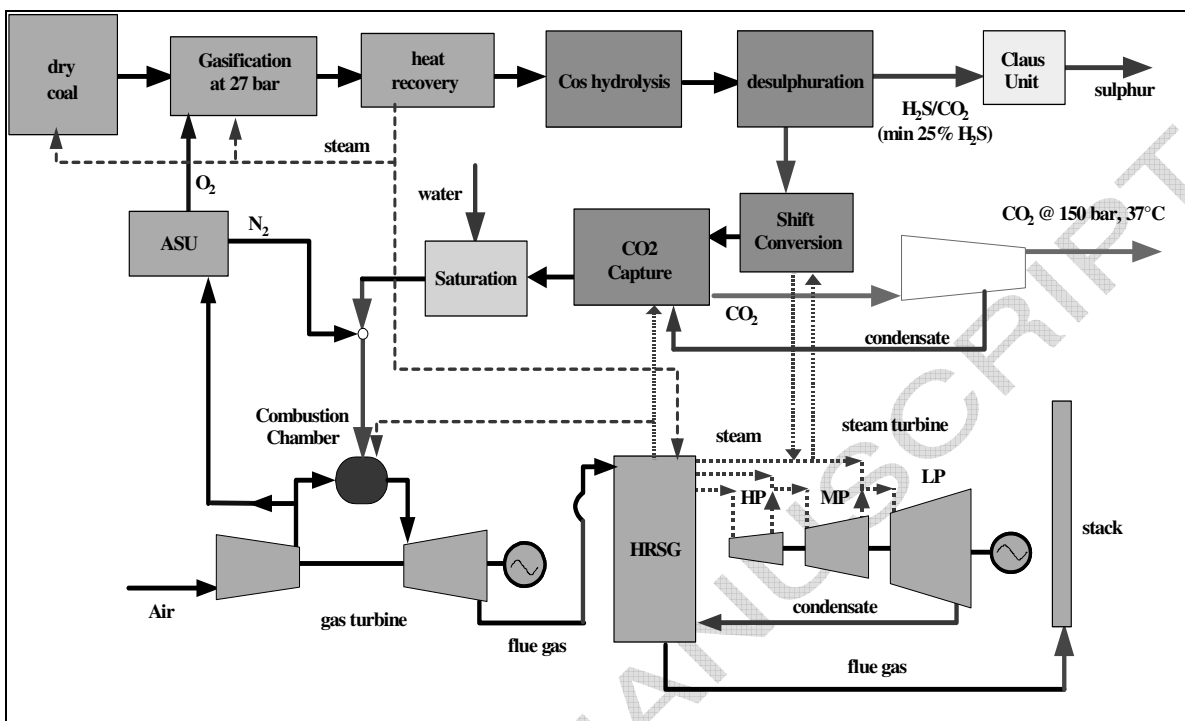 dry
coal
Gasification
at 27 bar
heat
recovery
Cos hydrolysis
desulphuration
Claus
Unit
sulphur
H₂S/CO₂
(min 25% H₂S)
steam
O₂
water
N₂
ASU
Saturation
CO2
Capture
Shift
Conversion
CO₂ @ 150 bar, 37°C
CO₂
condensate
Combustion
Chamber
steam
steam turbine
HP
MP
LP
HRSG
stack
Air
gas turbine
flue gas
condensate
flue gas
MANUSCRIPT